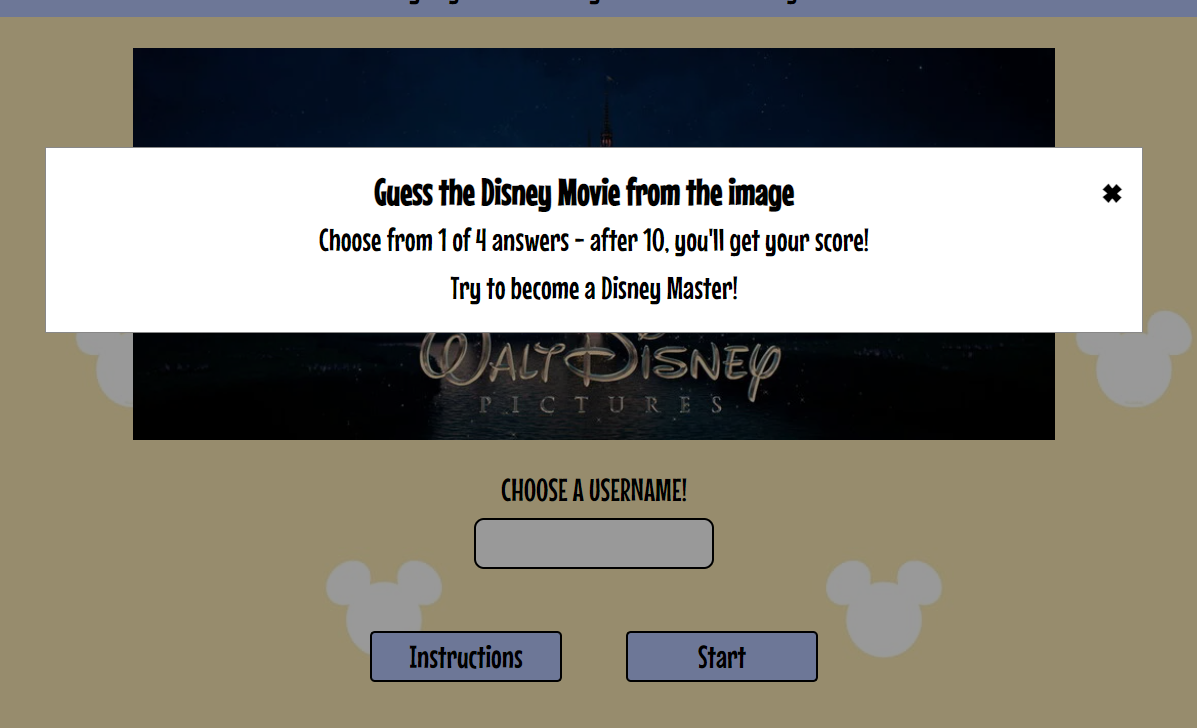 Guess the Disney Movie from the image
✖
Choose from 1 of 4 answers - after 10, you'll get your score!
Try to become a Disney Master!
WALT DISNEY
PICTURES
CHOOSE A USERNAME!
Instructions
Start